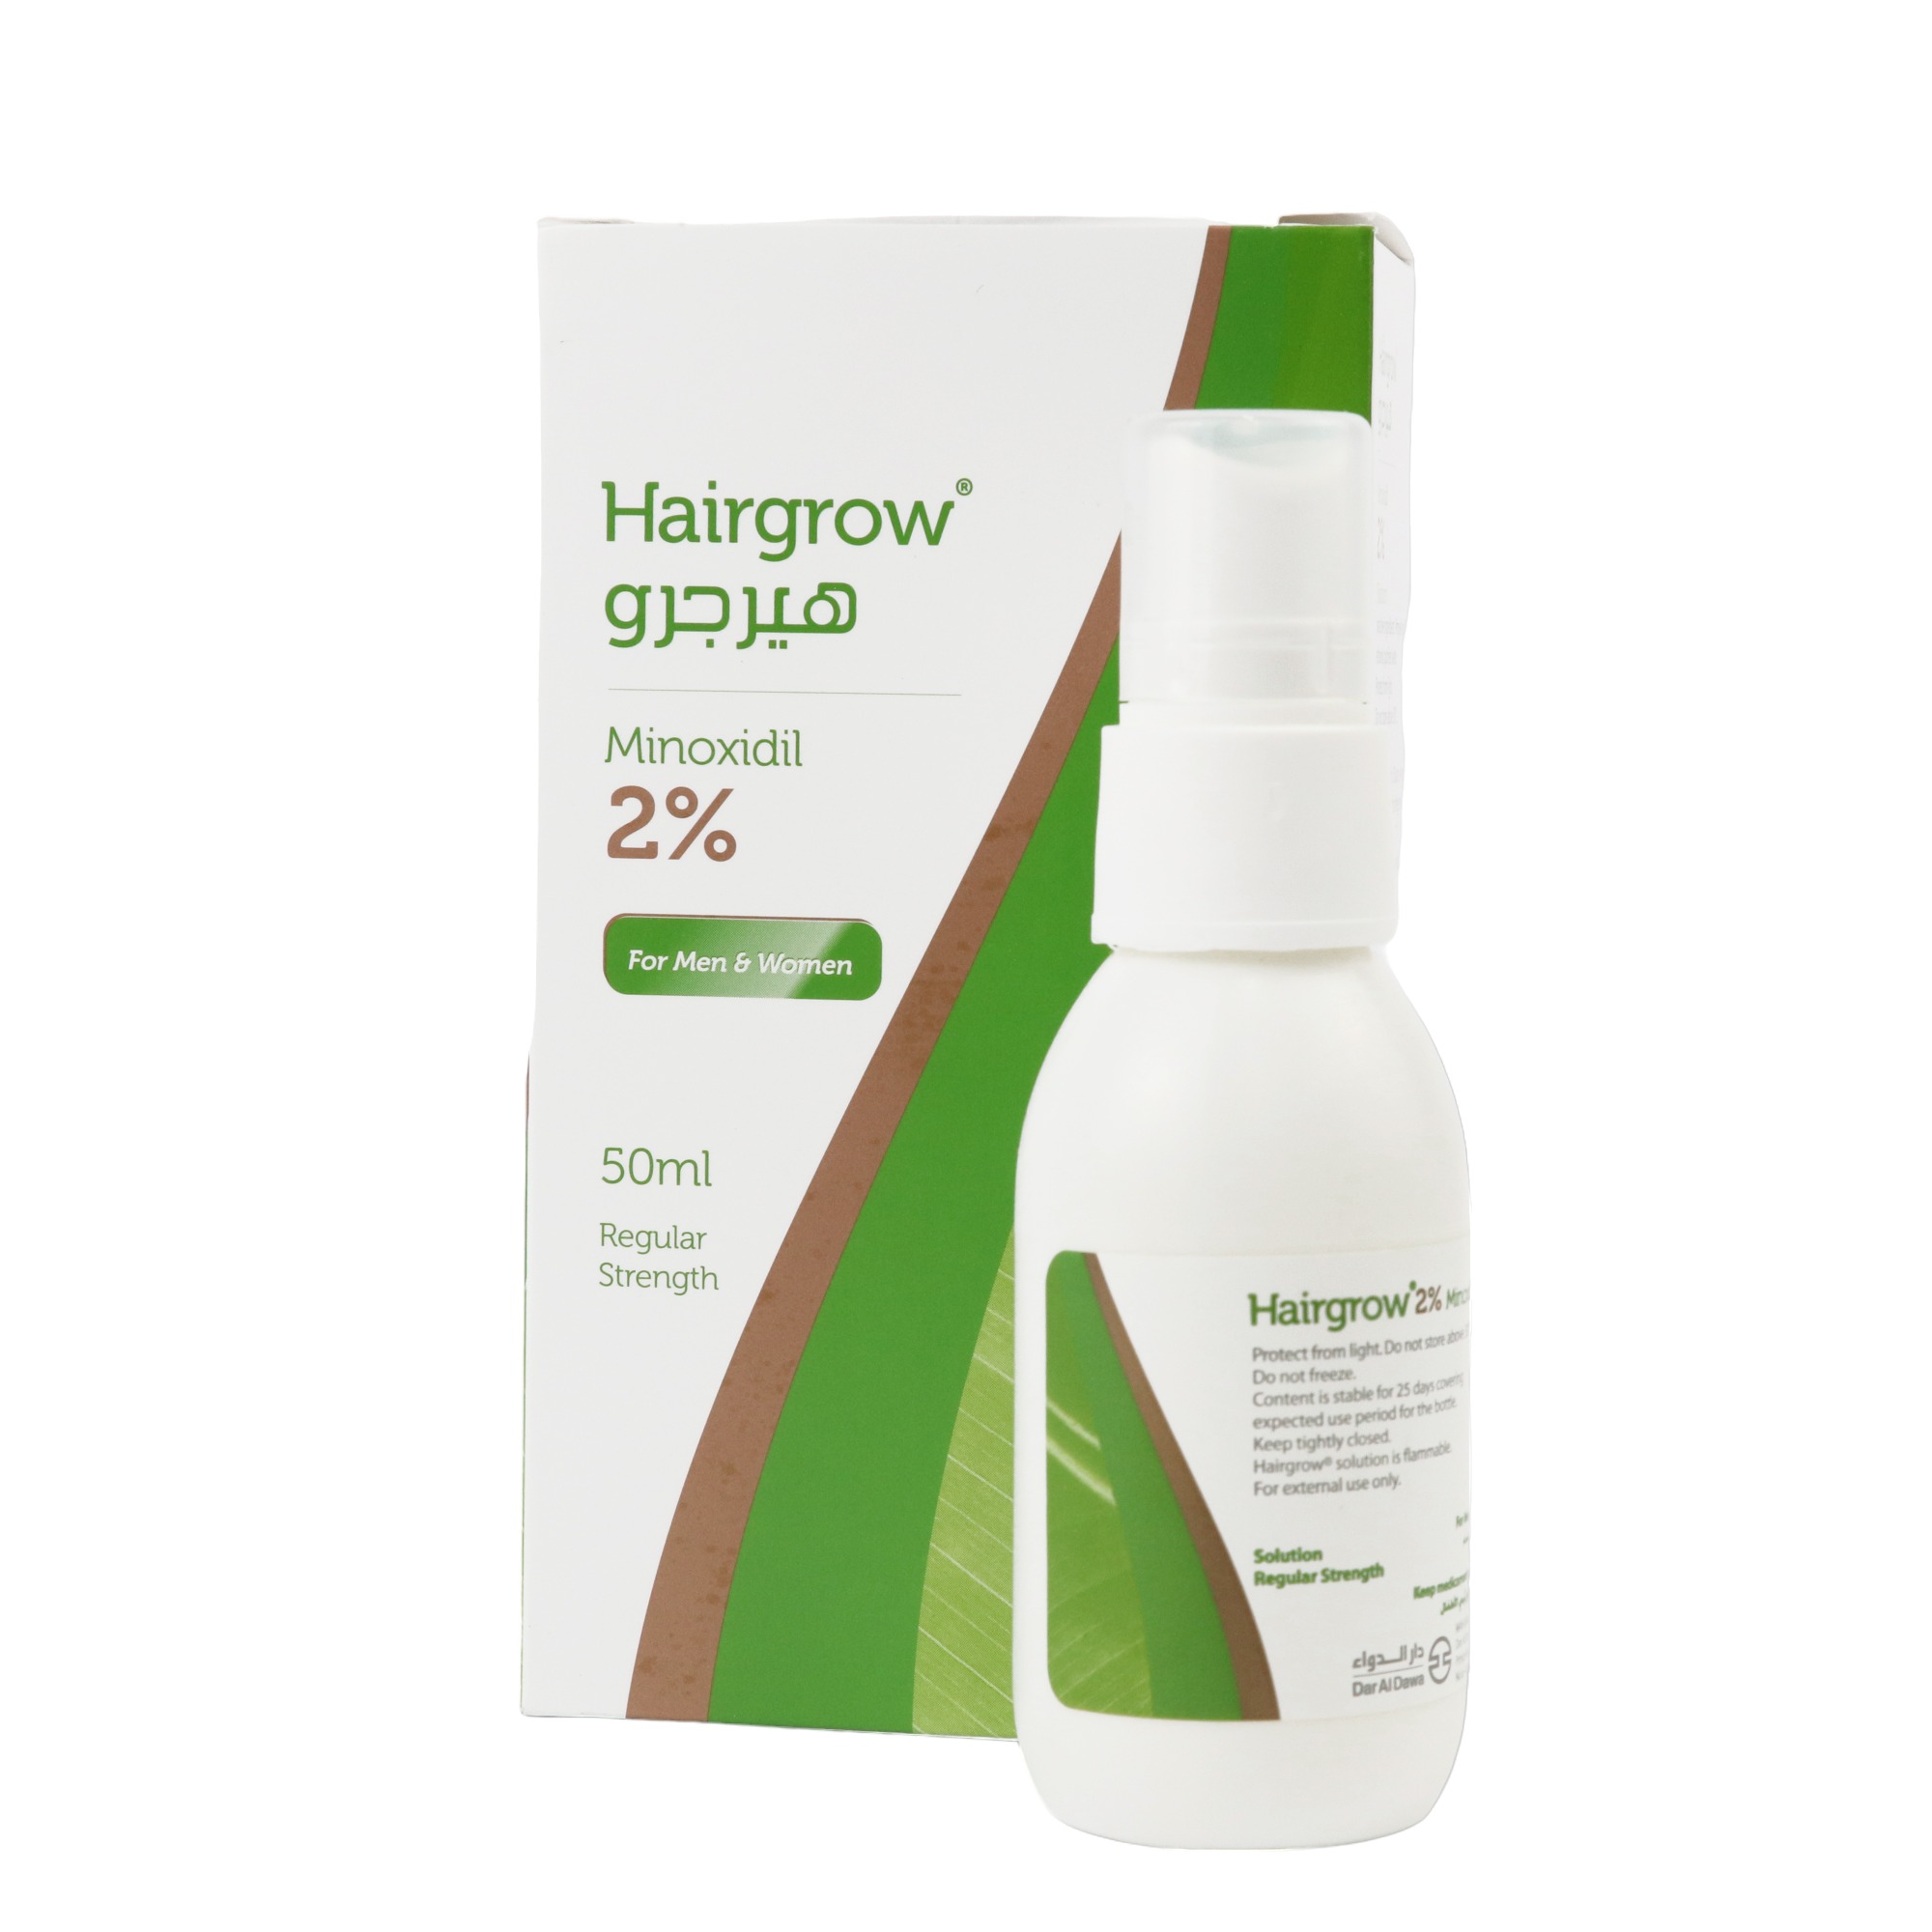 Hairgrow®
هيرجرو
Minoxidil
2%
For Men & Women
50ml
Regular
Strength
Hairgrow® 2%
Protect from light. Do not store above
Do not freeze.
Content is stable for 25 days covering
expected use period for the bottle.
Keep tightly closed.
Hairgrow® solution is flammable.
For external use only.
Solution
Regular Strength
Keep
دار الدواء
Dar Al Dawa